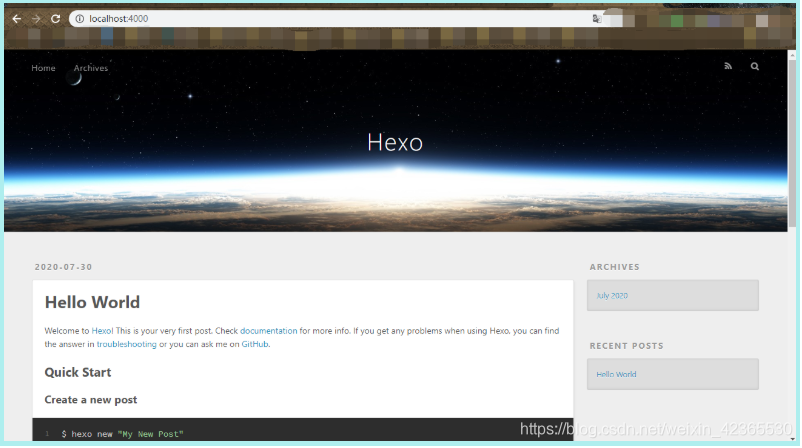 localhost:4000
Home Archives
Hexo
2020-07-30
Hello World
Welcome to Hexo! This is your very first post. Check documentation for more info. If you get any problems when using Hexo, you can find
the answer in troubleshooting or you can ask me on GitHub.
Quick Start
Create a new post
1 $ hexo new "My New Post"
ARCHIVES
July 2020
RECENT POSTS
Hello World
https://blog.csdn.net/weixin_42365530